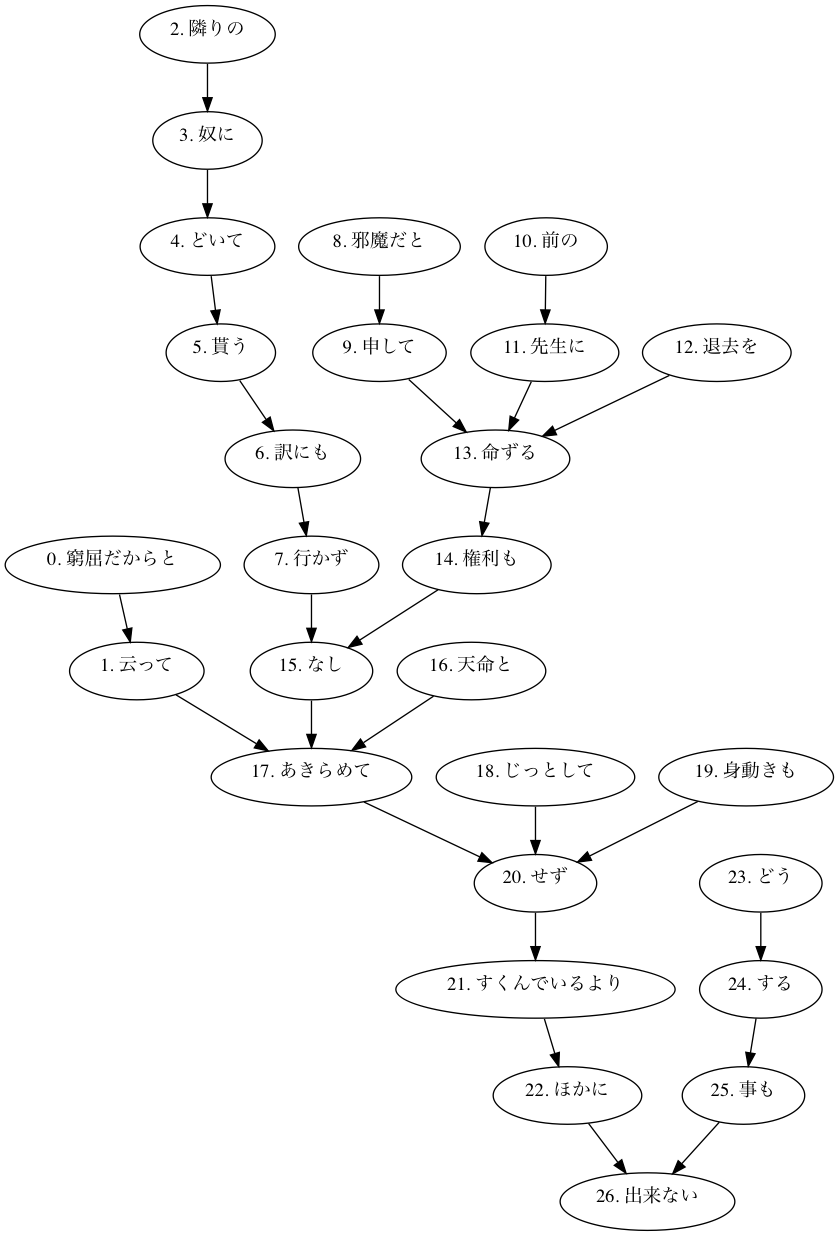 2. 隣りの
3. 奴に
4. どいて
8. 邪魔だと
10. 前の
5. 貰う
9. 申して
11. 先生に
12. 退去を
6. 訳にも
13. 命ずる
0. 窮屈だからと
7. 行かず
14. 権利も
1. 云って
15. なし
16. 天命と
17. あきらめて
18. じっとして
19. 身動きも
20. せず
23. どう
21. すくんでいるより
24. する
22. ほかに
25. 事も
26. 出来ない